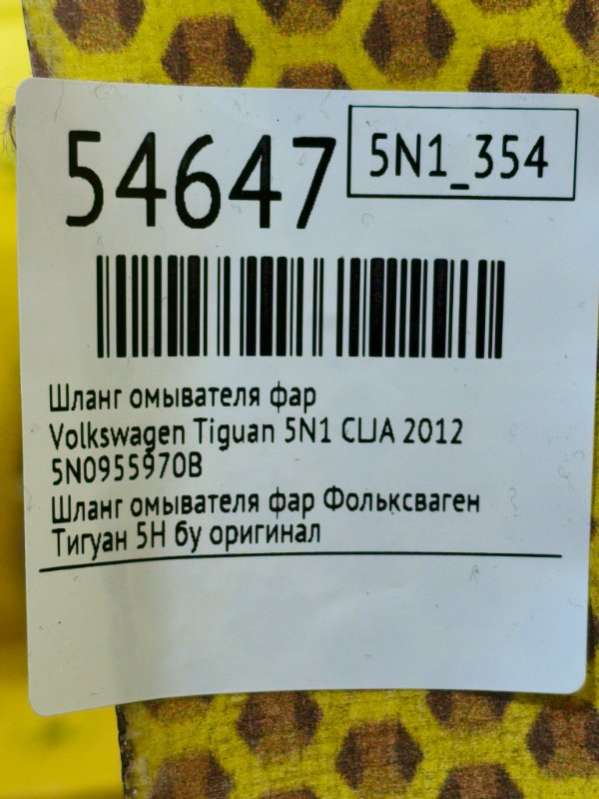 54647
5N1_354
Шланг омывателя фар
Volkswagen Tiguan 5N1 CLJA 2012
5N0955970B
Шланг омывателя фар Фольксваген
Тигуан 5Н бу оригинал